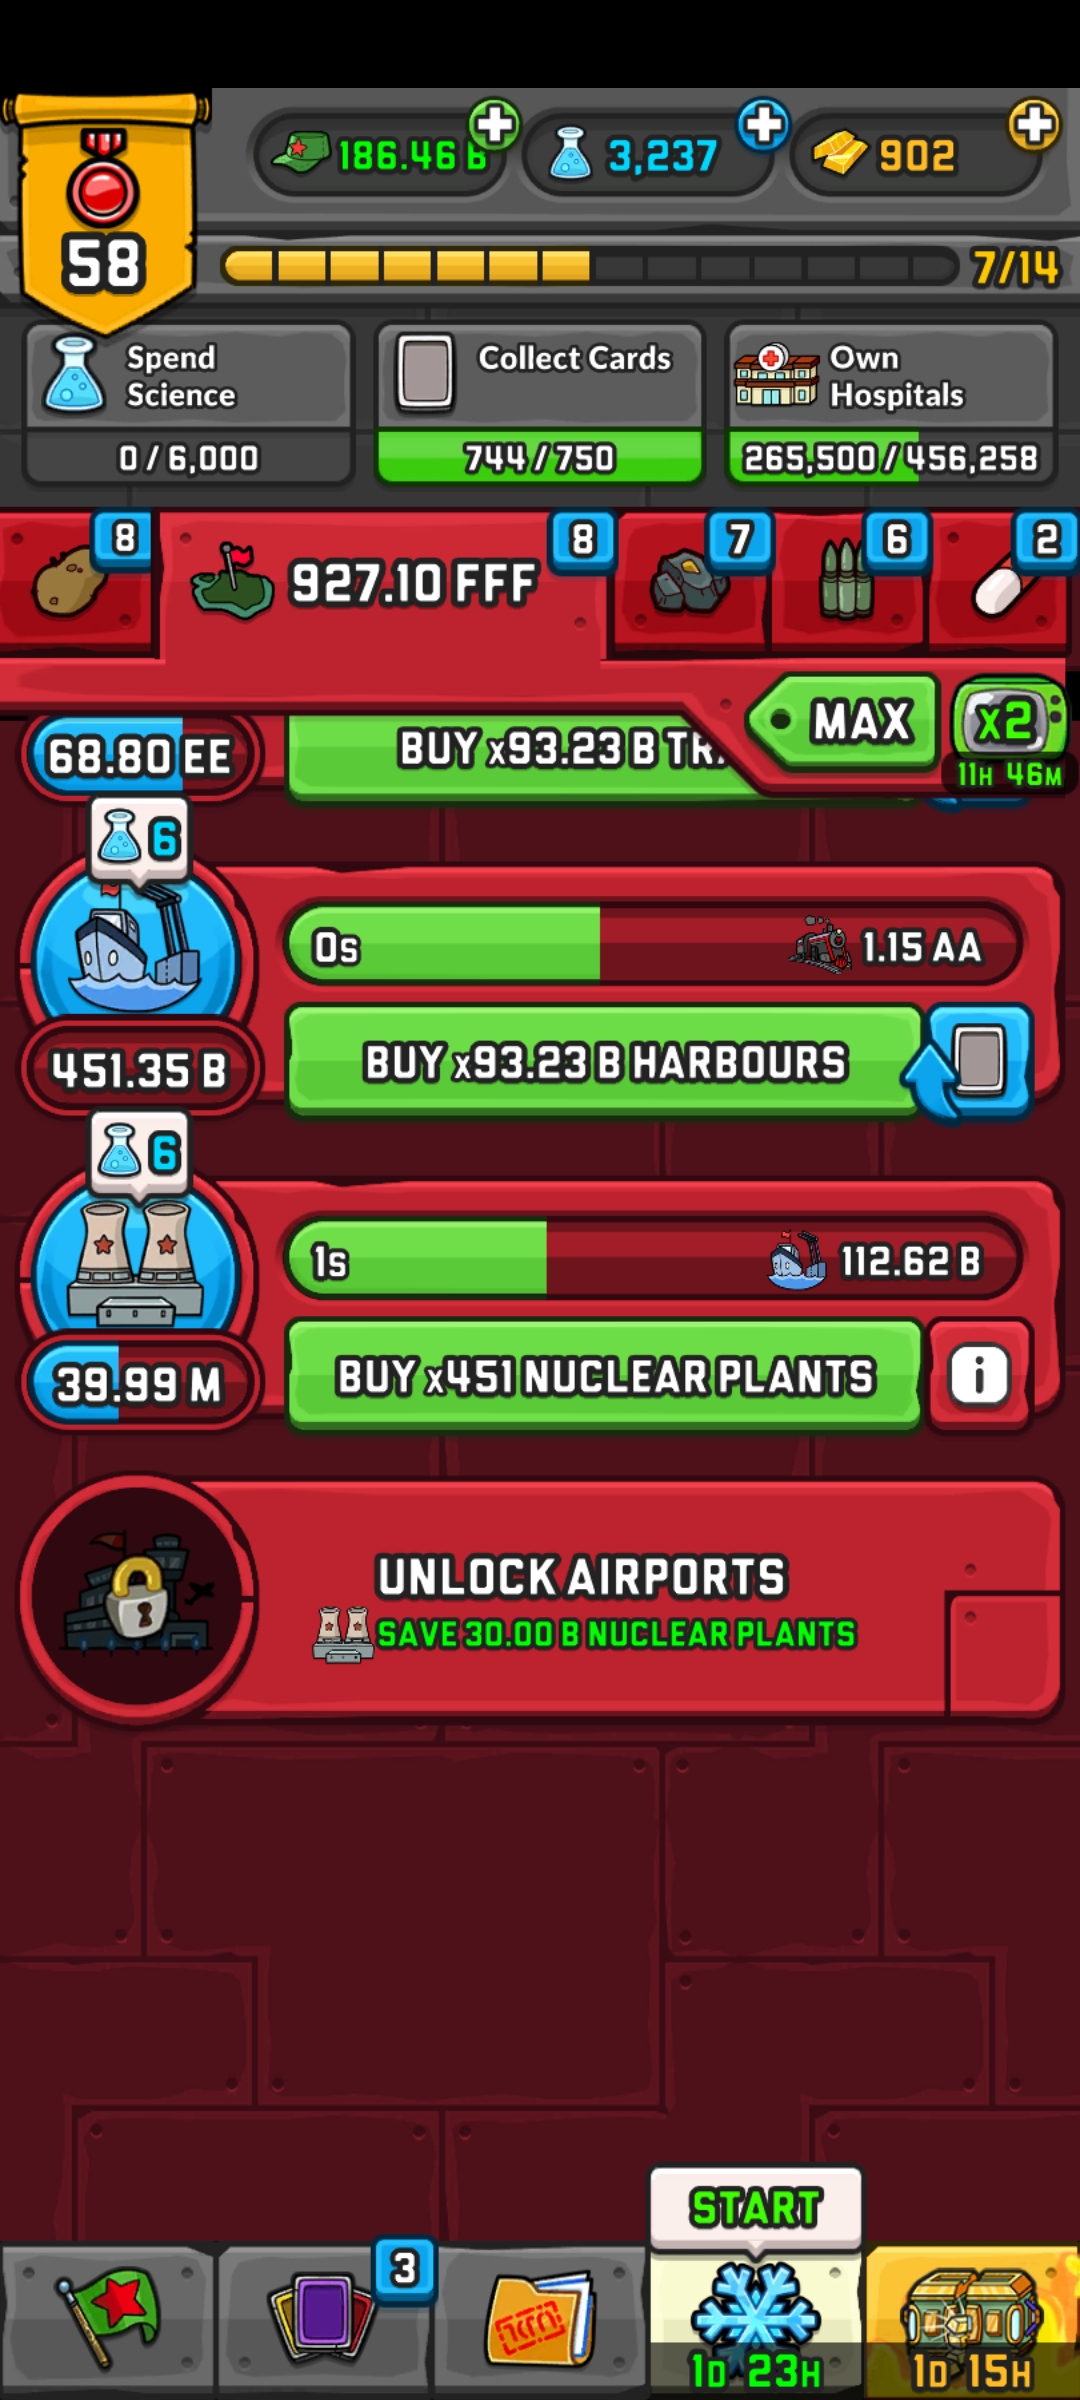 58
186.46 B
3,237
902
7/14
Spend
Science
0 / 6,000
Collect Cards
744 / 750
Own
Hospitals
265,500 / 456,258
8
927.10 FFF
8
7
6
2
MAX
x2
11H 46M
68.80 EE
BUY x93.23 B
6
0s
1.15 AA
451.35 B
BUY x93.23 B HARBOURS
6
1s
112.62 B
39.99 M
BUY x451 NUCLEAR PLANTS
i
UNLOCK AIRPORTS
SAVE 30.00 B NUCLEAR PLANTS
START
3
1D 23H
1D 15H